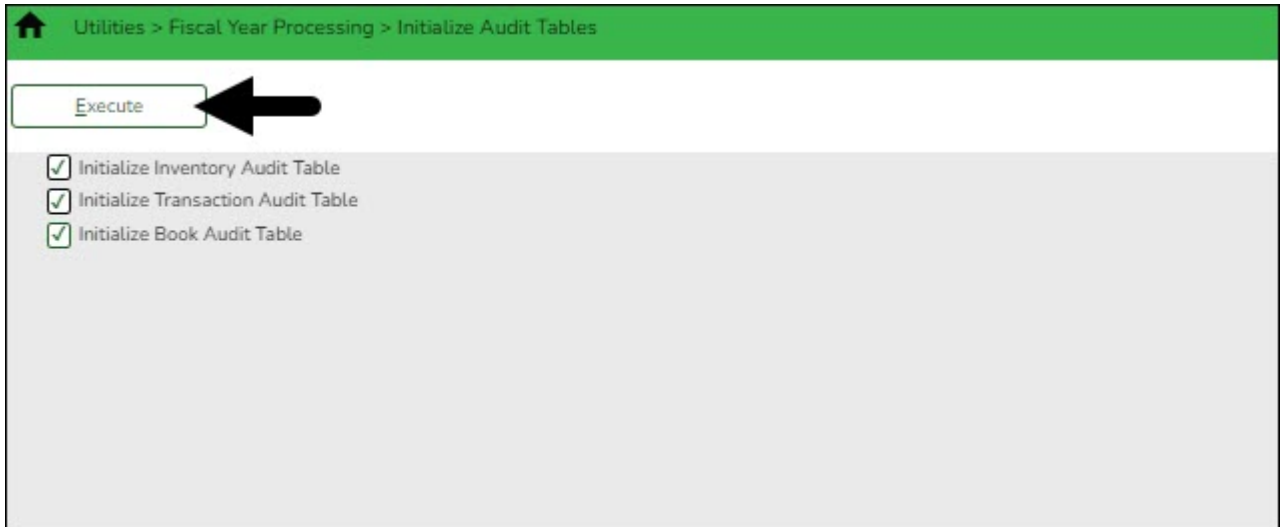 Utilities > Fiscal Year Processing > Initialize Audit Tables
Execute
Initialize Inventory Audit Table
Initialize Transaction Audit Table
Initialize Book Audit Table